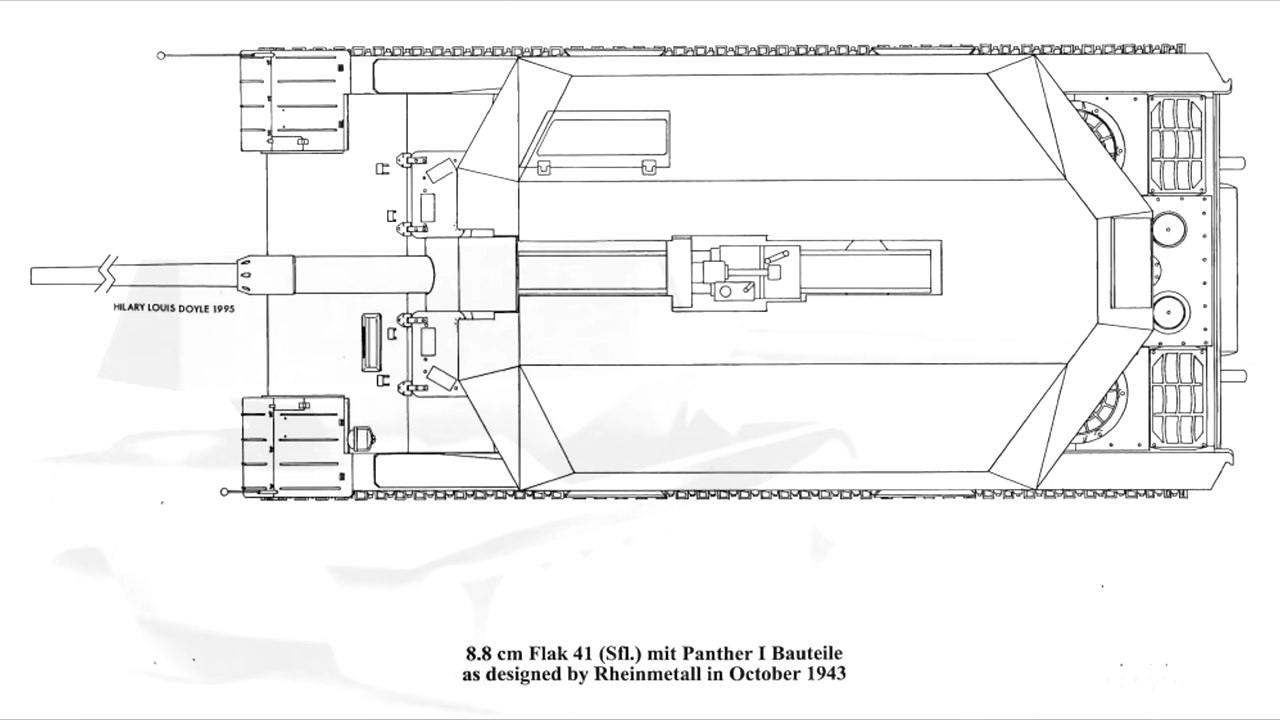 HILARY LOUIS DOYLE 1995
8.8 cm Flak 41 (Sfl.) mit Panther I Bauteile
as designed by Rheinmetall in October 1943